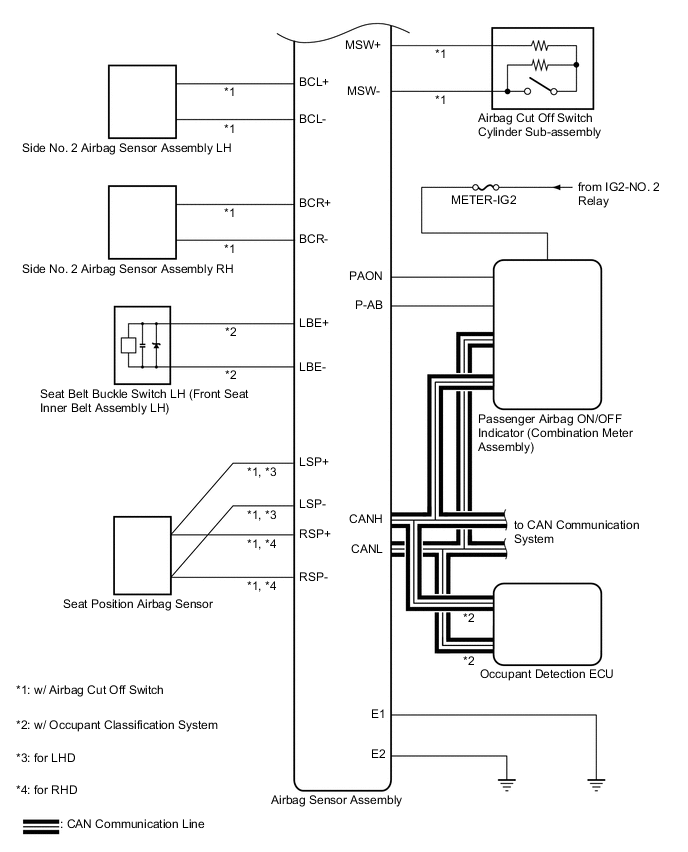 MSW+
*1
MSW-
*1
Airbag Cut Off Switch
Cylinder Sub-assembly
BCL+
*1
BCL-
*1
Side No. 2 Airbag Sensor Assembly LH
METER-IG2
from IG2-NO. 2
Relay
BCR+
*1
BCR-
*1
Side No. 2 Airbag Sensor Assembly RH
PAON
P-AB
LBE+
*2
LBE-
*2
Seat Belt Buckle Switch LH (Front Seat
Inner Belt Assembly LH)
Passenger Airbag ON/OFF
Indicator (Combination Meter
Assembly)
LSP+
*1, *3
LSP-
*1, *3
RSP+
*1, *4
RSP-
*1, *4
Seat Position Airbag Sensor
CANH
CANL
to CAN Communication
System
*2
*2
Occupant Detection ECU
E1
E2
Airbag Sensor Assembly
*1: w/ Airbag Cut Off Switch
*2: w/ Occupant Classification System
*3: for LHD
*4: for RHD
: CAN Communication Line